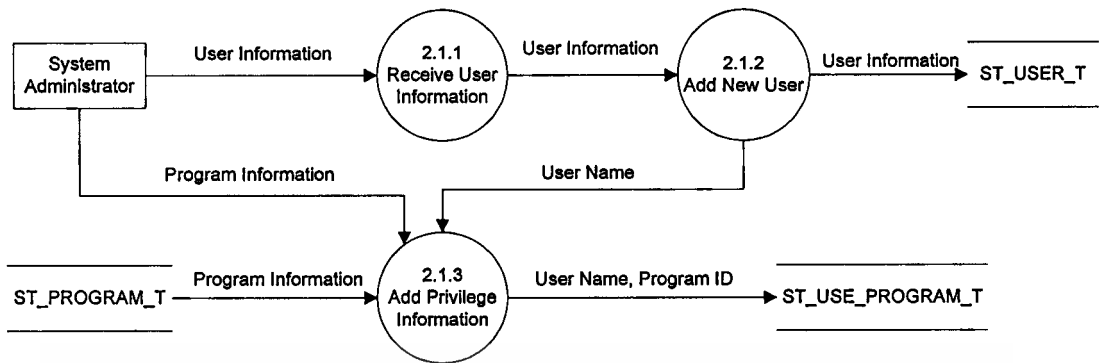 System
Administrator
User Information
2.1.1
Receive User
Information
User Information
2.1.2
Add New User
User Information
ST_USER_T
Program Information
User Name
ST_PROGRAM_T
Program Information
2.1.3
Add Privilege
Information
User Name, Program ID
ST_USE_PROGRAM_T